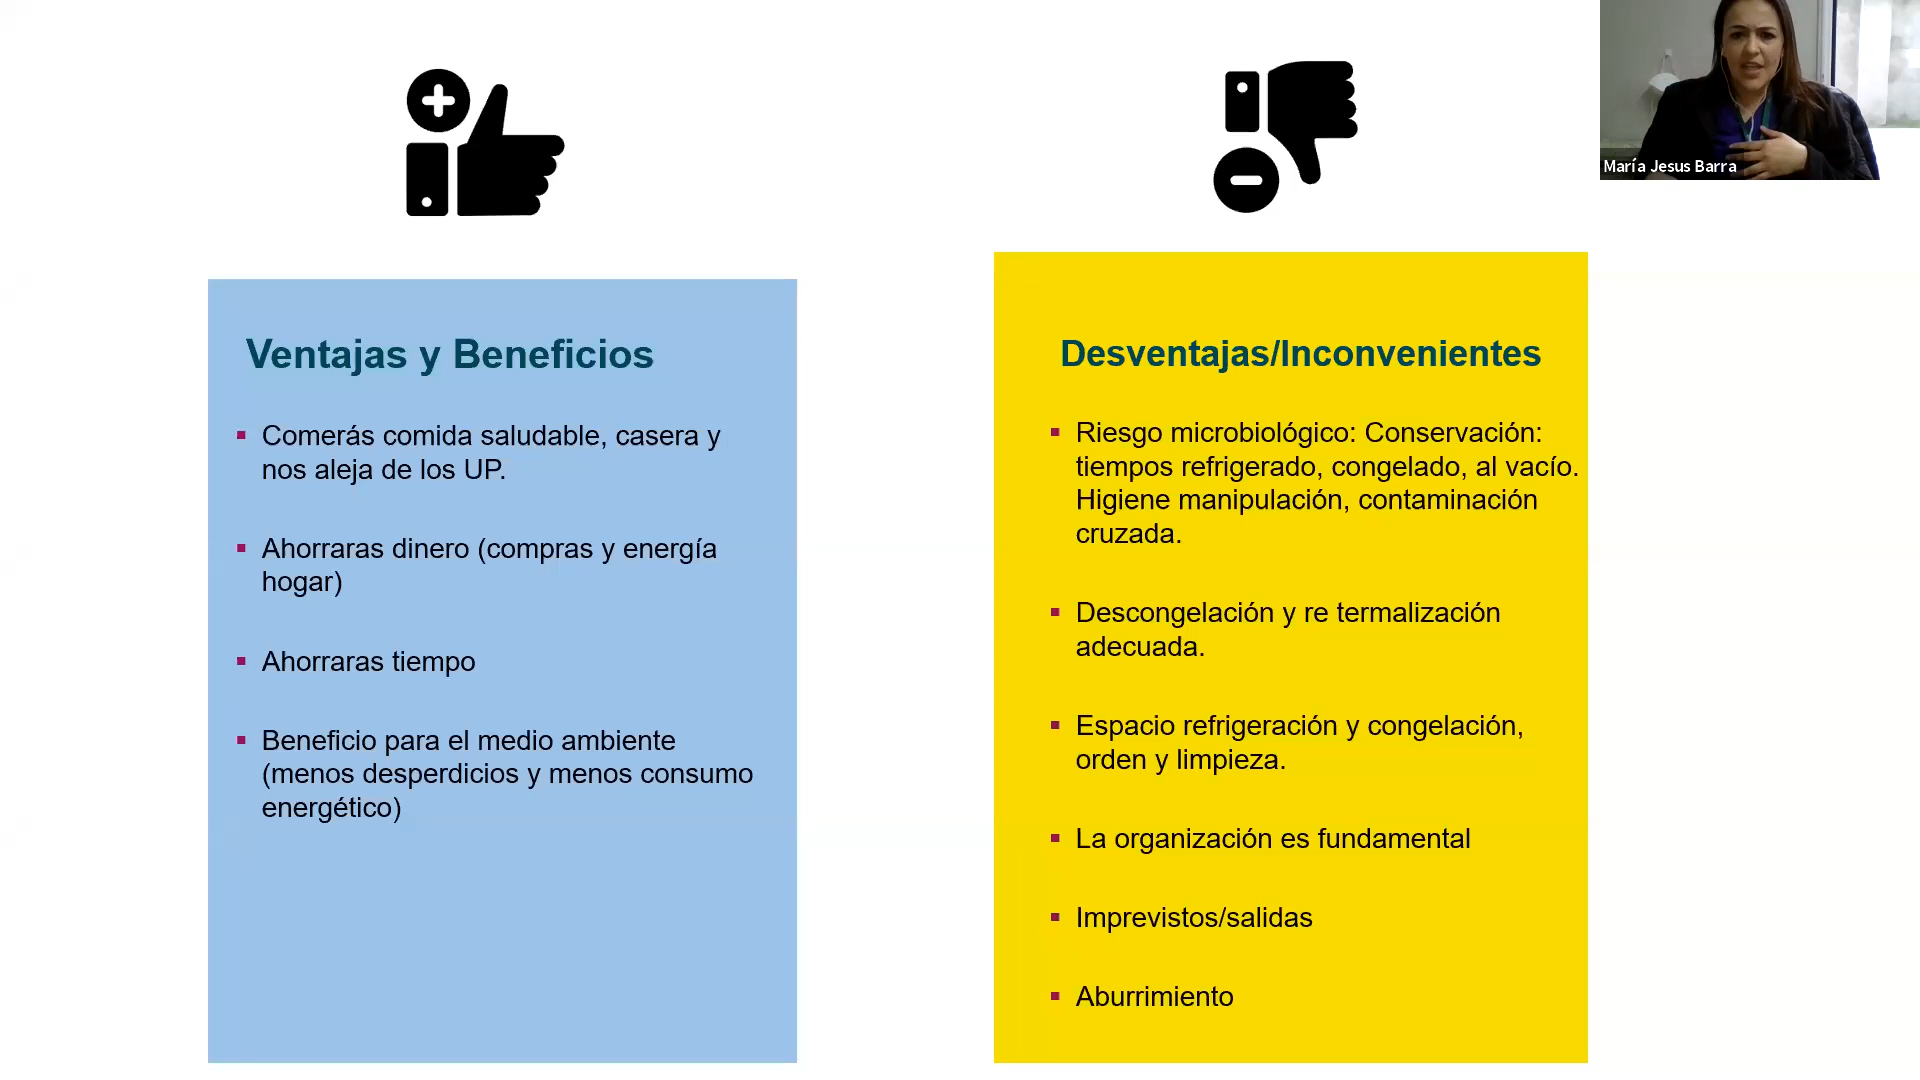 María Jesus Barra
Ventajas y Beneficios
Comerás comida saludable, casera y
nos aleja de los UP.
Ahorraras dinero (compras y energía
hogar)
Ahorraras tiempo
Beneficio para el medio ambiente
(menos desperdicios y menos consumo
energético)
Desventajas/Inconvenientes
Riesgo microbiológico: Conservación:
tiempos refrigerado, congelado, al vacío.
Higiene manipulación, contaminación
cruzada.
Descongelación y re termalización
adecuada.
Espacio refrigeración y congelación,
orden y limpieza.
La organización es fundamental
Imprevistos/salidas
Aburrimiento